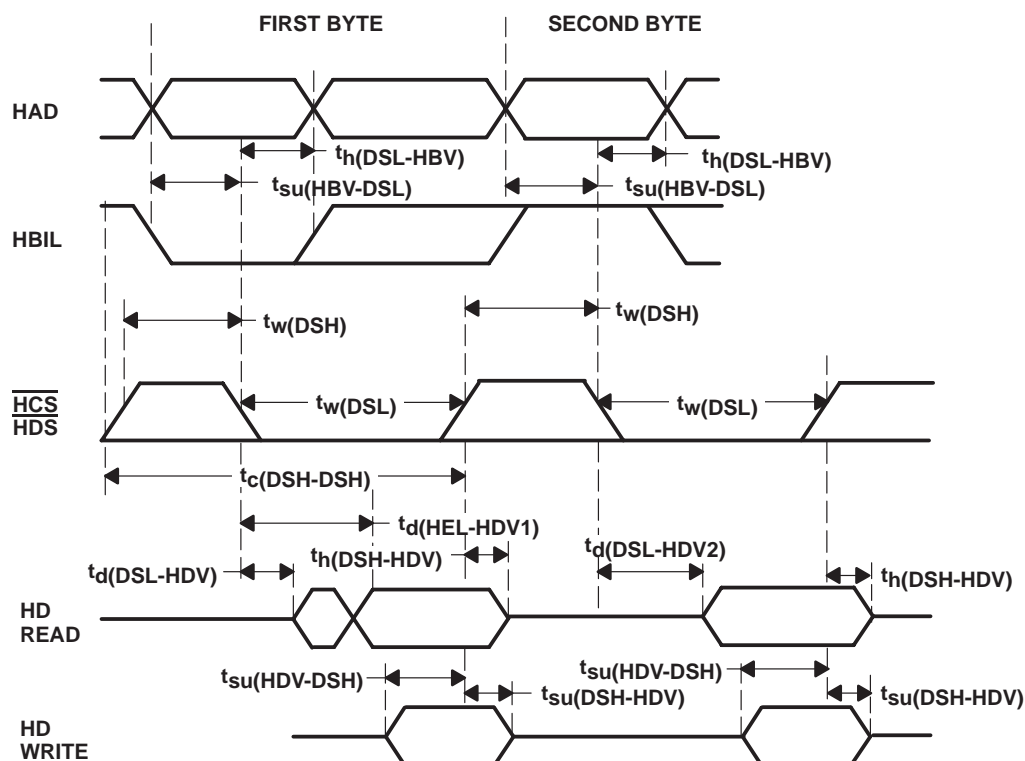 FIRST BYTE SECOND BYTE
HAD
th(DSL-HBV) th(DSL-HBV)
tsu(HBV-DSL) tsu(HBV-DSL)
HBIL
tw(DSH) tw(DSH)
HCS
HDS
tw(DSL) tw(DSL)
tc(DSH-DSH)
td(HEL-HDV1)
th(DSH-HDV) td(DSL-HDV2)
td(DSL-HDV) th(DSH-HDV)
HD
READ
tsu(HDV-DSH) tsu(HDV-DSH)
tsu(DSH-HDV) tsu(DSH-HDV)
HD
WRITE